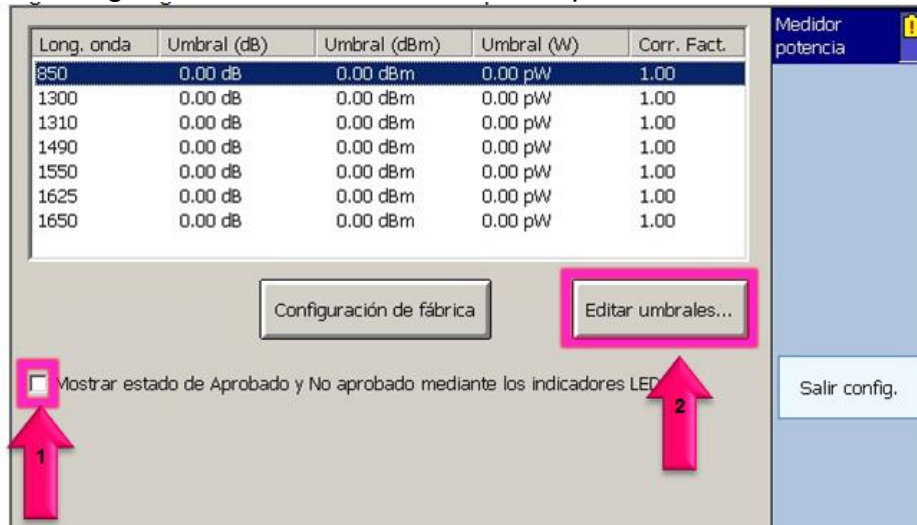 Long. onda Umbral (dB) Umbral (dBm) Umbral (W) Corr. Fact.
850 0.00 dB 0.00 dBm 0.00 pW 1.00
1300 0.00 dB 0.00 dBm 0.00 pW 1.00
1310 0.00 dB 0.00 dBm 0.00 pW 1.00
1490 0.00 dB 0.00 dBm 0.00 pW 1.00
1550 0.00 dB 0.00 dBm 0.00 pW 1.00
1625 0.00 dB 0.00 dBm 0.00 pW 1.00
1650 0.00 dB 0.00 dBm 0.00 pW 1.00
Configuración de fábrica
Editar umbrales...
Mostrar estado de Aprobado y No aprobado mediante los indicadores LED
1
2
Medidor
potencia
!
Salir config.